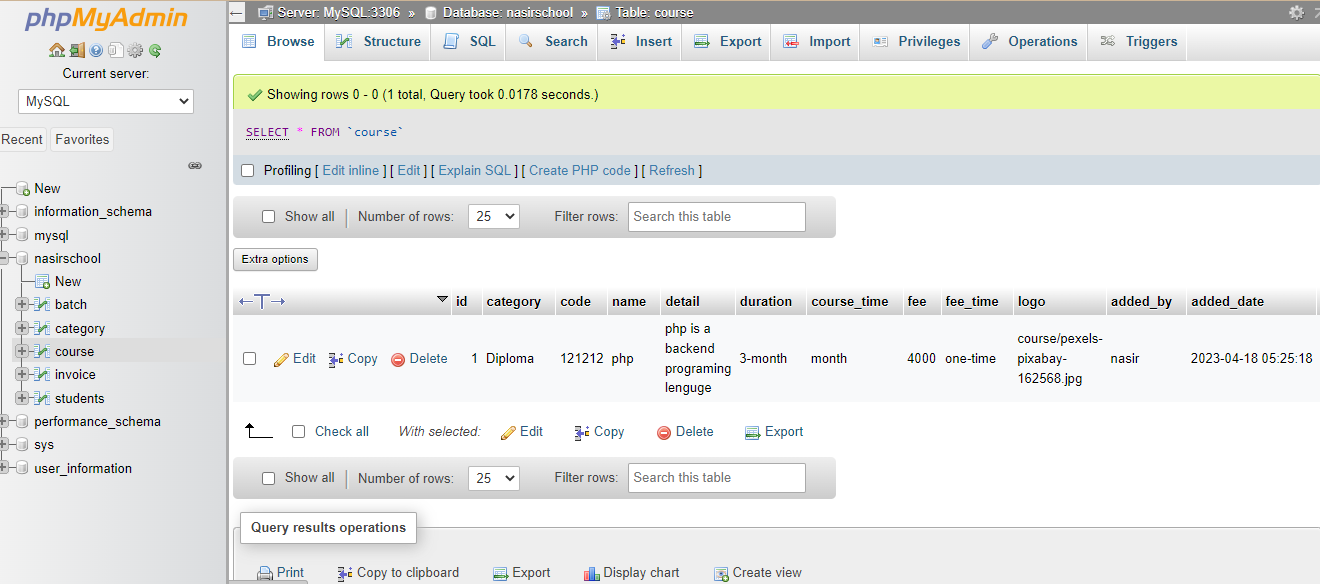 phpMyAdmin
Current server:
MySQL
Recent Favorites
New
information_schema
mysql
nasirschool
New
batch
category
course
invoice
students
performance_schema
sys
user_information
Server: MySQL:3306 » Database: nasirschool » Table: course
Browse Structure SQL Search Insert Export Import Privileges Operations Triggers
Showing rows 0 - 0 (1 total, Query took 0.0178 seconds.)
SELECT * FROM `course`
Profiling [ Edit inline ] [ Edit ] [ Explain SQL ] [ Create PHP code ] [ Refresh ]
Show all Number of rows: 25 Filter rows: Search this table
Extra options
id category code name detail duration course_time fee fee_time logo added_by added_date
Edit Copy Delete 1 Diploma 121212 php php is a backend programing lenguge 3-month month 4000 one-time course/pexels-pixabay-162568.jpg nasir 2023-04-18 05:25:18
Check all With selected: Edit Copy Delete Export
Show all Number of rows: 25 Filter rows: Search this table
Query results operations
Print Copy to clipboard Export Display chart Create view